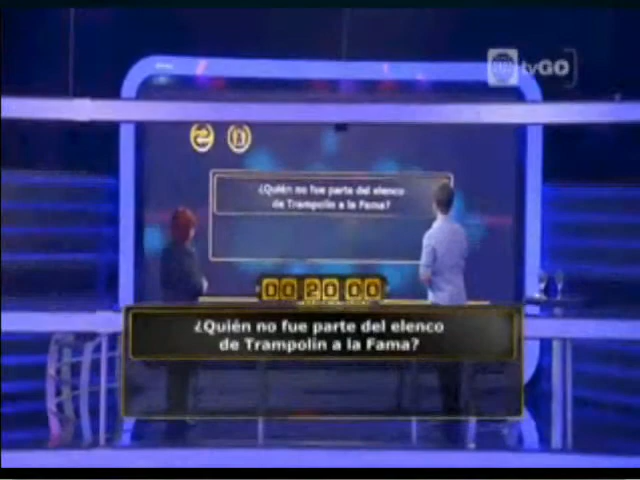 tvGO
¿Quién no fue parte del elenco
de Trampolín a la Fama?
00 20 00
¿Quién no fue parte del elenco
de Trampolín a la Fama?